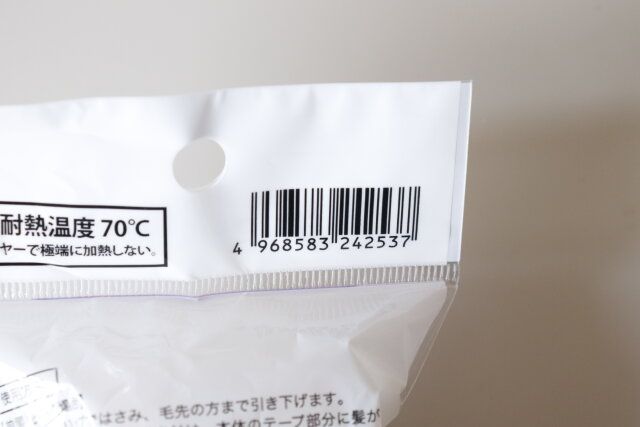 耐熱温度 70℃
ヤーで極端に加熱しない。
4 968583 242537
はさみ、毛先の方まで引き下げます。
本体のテープ部分に髪が